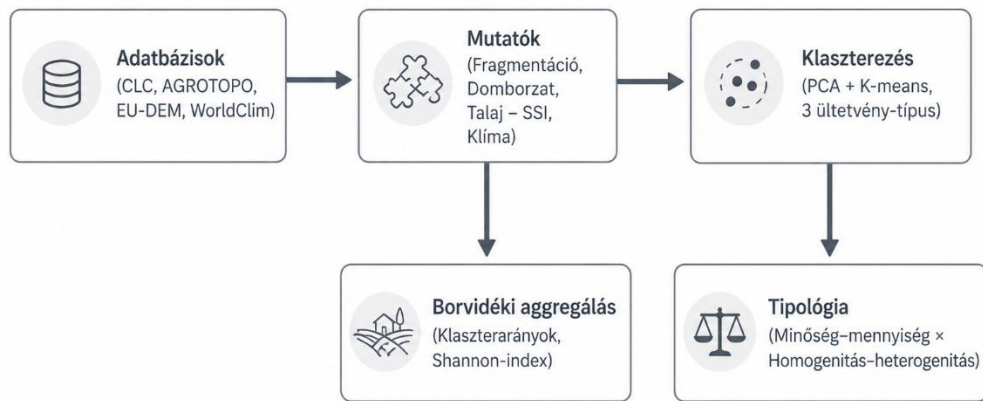 Adatbázisok
(CLC, AGROTOPO,
EU-DEM, WorldClim)
Mutatók
(Fragmentáció,
Domborzat,
Talaj – SSI,
Klíma)
Klaszterezés
(PCA + K-means,
3 ültetvény-típus)
Borvidéki aggregálás
(Klaszterarányok,
Shannon-index)
Tipológia
(Minőség–mennyiség ×
Homogenitás–heterogenitás)